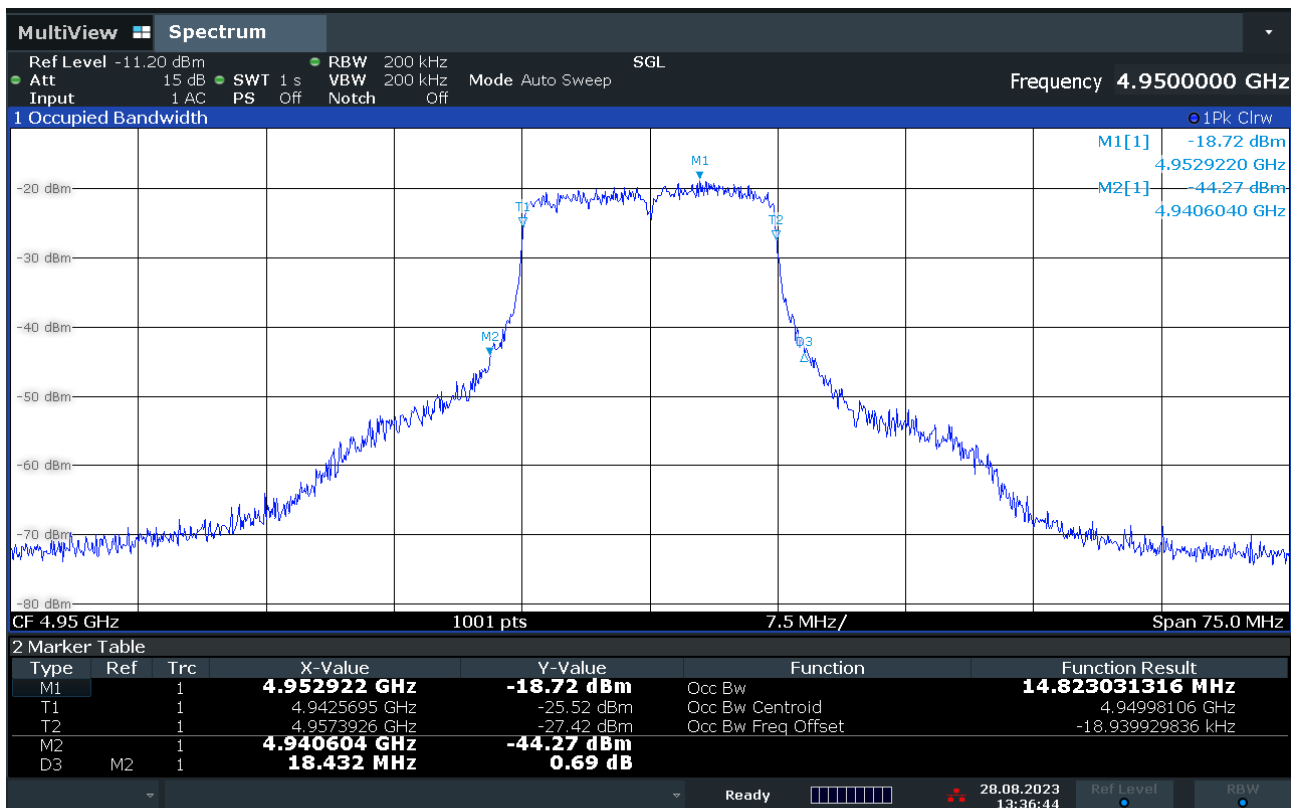 MultiView Spectrum
Ref Level -11.20 dBm RBW 200 kHz SGL
Att 15 dB SWT 1 s VBW 200 kHz Mode Auto Sweep Frequency 4.9500000 GHz
Input 1 AC PS Off Notch Off
1 Occupied Bandwidth 1Pk Clrw
M1[1] -18.72 dBm
4.9529220 GHz
M2[1] -44.27 dBm
4.9406040 GHz
M1
-20 dBm
T1
T2
-30 dBm
-40 dBm
M2
D3
-50 dBm
-60 dBm
-70 dBm
-80 dBm
CF 4.95 GHz 1001 pts 7.5 MHz/ Span 75.0 MHz
2 Marker Table
Type Ref Trc X-Value Y-Value Function Function Result
M1 1 4.952922 GHz -18.72 dBm Occ Bw 14.823031316 MHz
T1 1 4.9425695 GHz -25.52 dBm Occ Bw Centroid 4.94998106 GHz
T2 1 4.9573926 GHz -27.42 dBm Occ Bw Freq Offset -18.939929836 kHz
M2 1 4.940604 GHz -44.27 dBm
D3 M2 1 18.432 MHz 0.69 dB
Ready 28.08.2023 Ref Level RBW
13:36:44